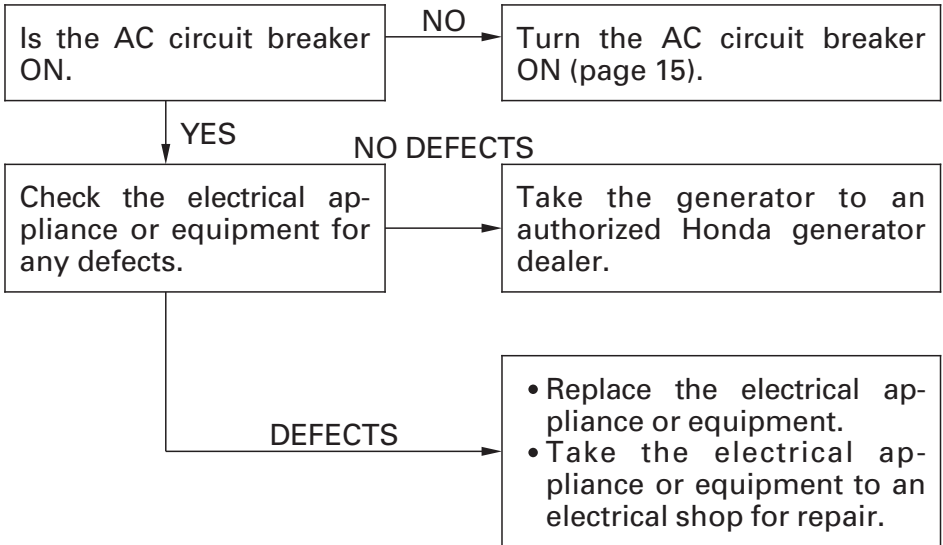 Is the AC circuit breaker
ON.
NO
Turn the AC circuit breaker
ON (page 15).
YES
NO DEFECTS
Check the electrical ap-
pliance or equipment for
any defects.
Take the generator to an
authorized Honda generator
dealer.
DEFECTS
• Replace the electrical ap-
pliance or equipment.
• Take the electrical ap-
pliance or equipment to an
electrical shop for repair.